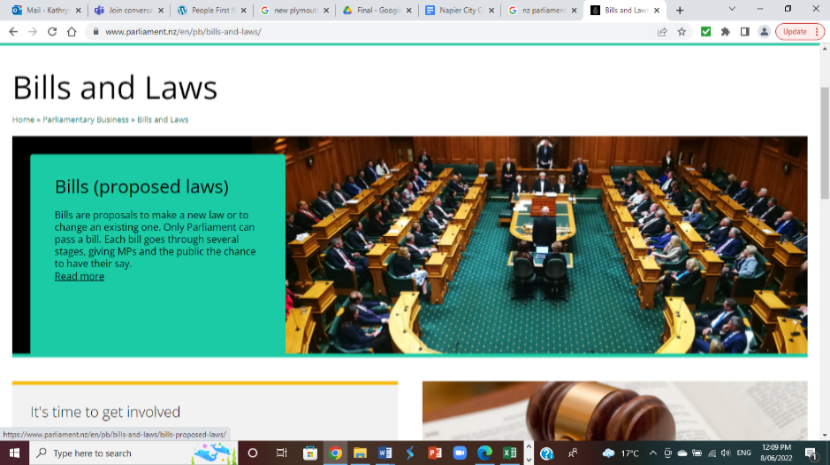 Mail - Kathry
Join convers
People First
new plymout
Final - Google
Napier City C
nz parliamen
Bills and Law
www.parliament.nz/en/pb/bills-and-laws/
Update
Bills and Laws
Home » Parliamentary Business » Bills and Laws
Bills (proposed laws)
Bills are proposals to make a new law or to
change an existing one. Only Parliament can
pass a bill. Each bill goes through several
stages, giving MPs and the public the chance
to have their say.
Read more
It's time to get involved
https://www.parliament.nz/en/pb/bills-and-laws/bills-proposed-laws/
Type here to search
17°C
ENG
12:09 PM
8/06/2022